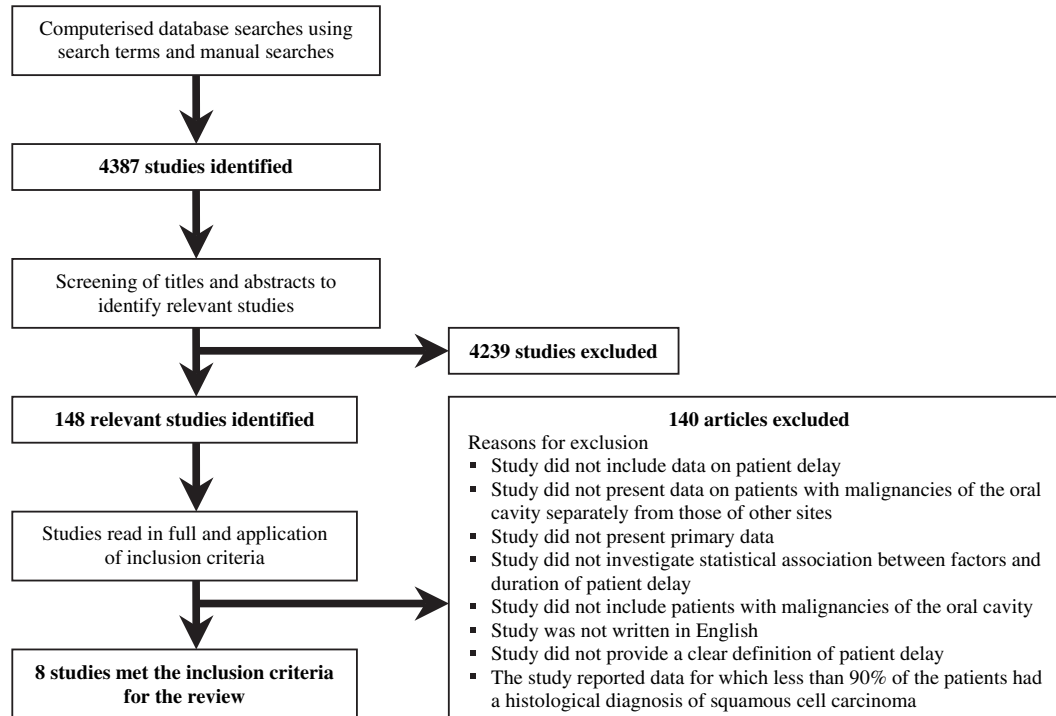 Computerised database searches using
search terms and manual searches
4387 studies identified
Screening of titles and abstracts to
identify relevant studies
4239 studies excluded
148 relevant studies identified
Studies read in full and application
of inclusion criteria
8 studies met the inclusion criteria
for the review
140 articles excluded
Reasons for exclusion
▪ Study did not include data on patient delay
▪ Study did not present data on patients with malignancies of the oral
cavity separately from those of other sites
▪ Study did not present primary data
▪ Study did not investigate statistical association between factors and
duration of patient delay
▪ Study did not include patients with malignancies of the oral cavity
▪ Study was not written in English
▪ Study did not provide a clear definition of patient delay
▪ The study reported data for which less than 90% of the patients had
a histological diagnosis of squamous cell carcinoma